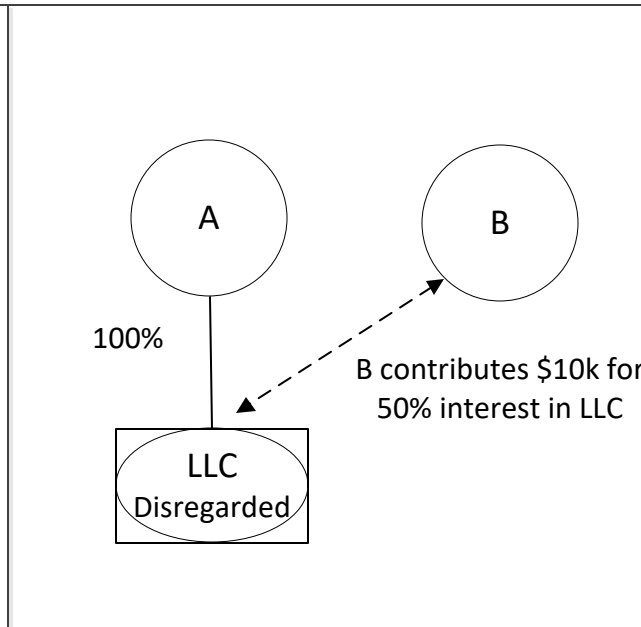 A
B
100%
B contributes $10k for
50% interest in LLC
LLC
Disregarded